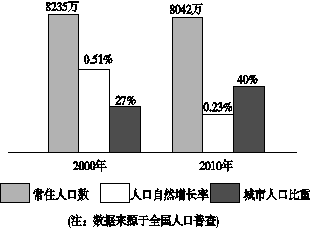 8235万
8042万
0.51%
27%
0.23%
40%
2000年
2010年
常住人口数
人口自然增长率
城市人口比重
(注：数据来源于全国人口普查)